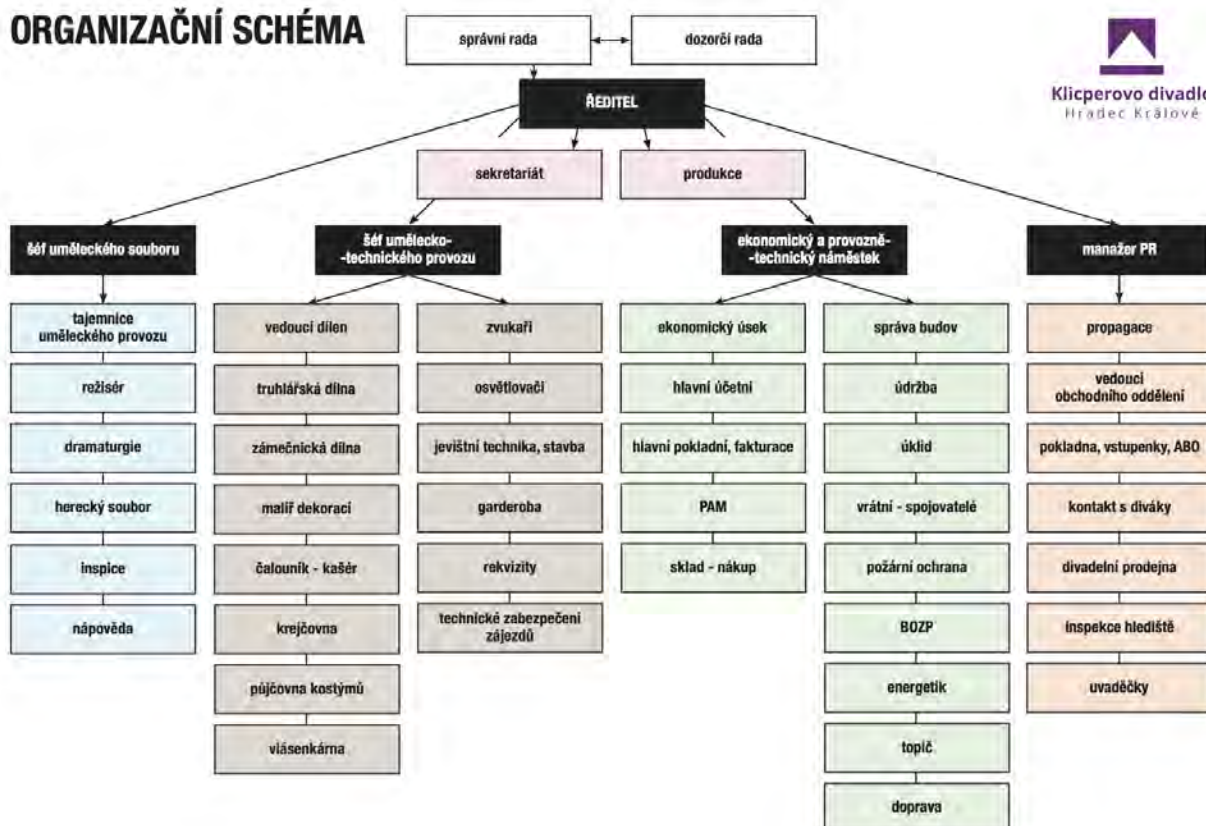 ORGANIZAČNÍ SCHÉMA
správní rada
dozorčí rada
Klicperovo divadlo
Hradec Králové
ŘEDITEL
sekretariát
produkce
šéf uměleckého souboru
šéf umělecko-
-technického provozu
ekonomický a provozně-
-technický náměstek
manažer PR
tajemnice
uměleckého provozu
režisér
dramaturgie
herecký soubor
inspice
nápověda
vedoucí dílen
truhlářská dílna
zámečnická dílna
malíř dekorací
čalouník - kašér
krejčovna
půjčovna kostýmů
vlásenkárna
zvukaři
osvětlovači
jevištní technika, stavba
garderoba
rekvizity
technické zabezpečení
zájezdů
ekonomický úsek
hlavní účetní
hlavní pokladní, fakturace
PAM
sklad - nákup
správa budov
údržba
úklid
vrátní - spojovatelé
požární ochrana
BOZP
energetik
topič
doprava
propagace
vedoucí
obchodního oddělení
pokladna, vstupenky, ABO
kontakt s diváky
divadelní prodejna
inspekce hlediště
uvaděčky